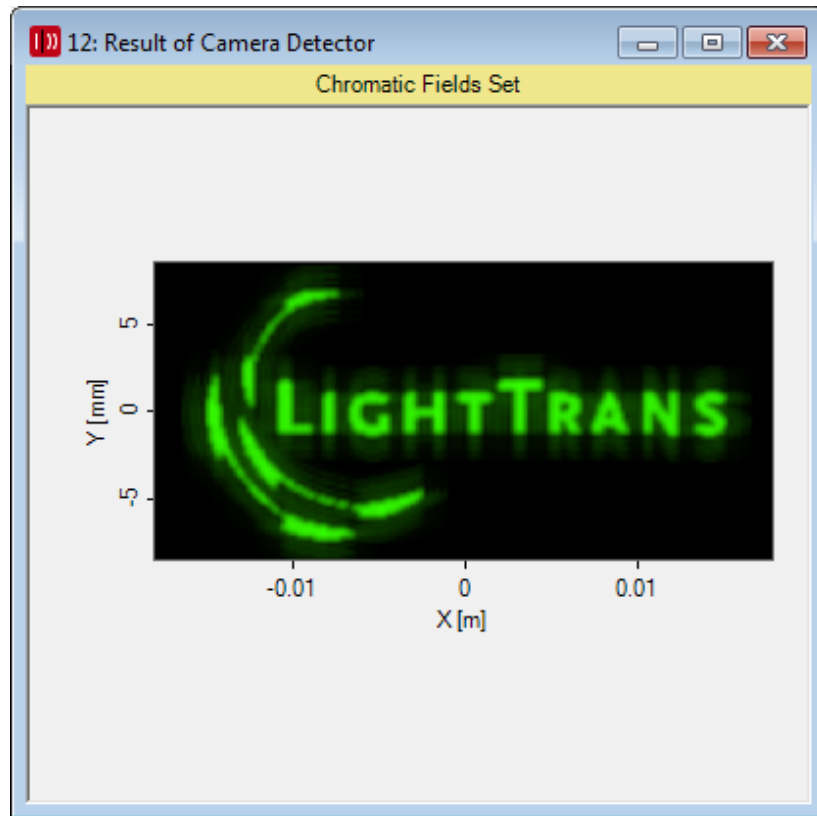 12: Result of Camera Detector
Chromatic Fields Set
5
0
-5
Y [mm]
LIGHTTRANS
-0.01 0 0.01
X [m]